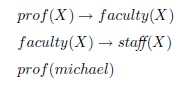 prof(X) → faculty(X)
faculty(X) → staff(X)
prof(michael)